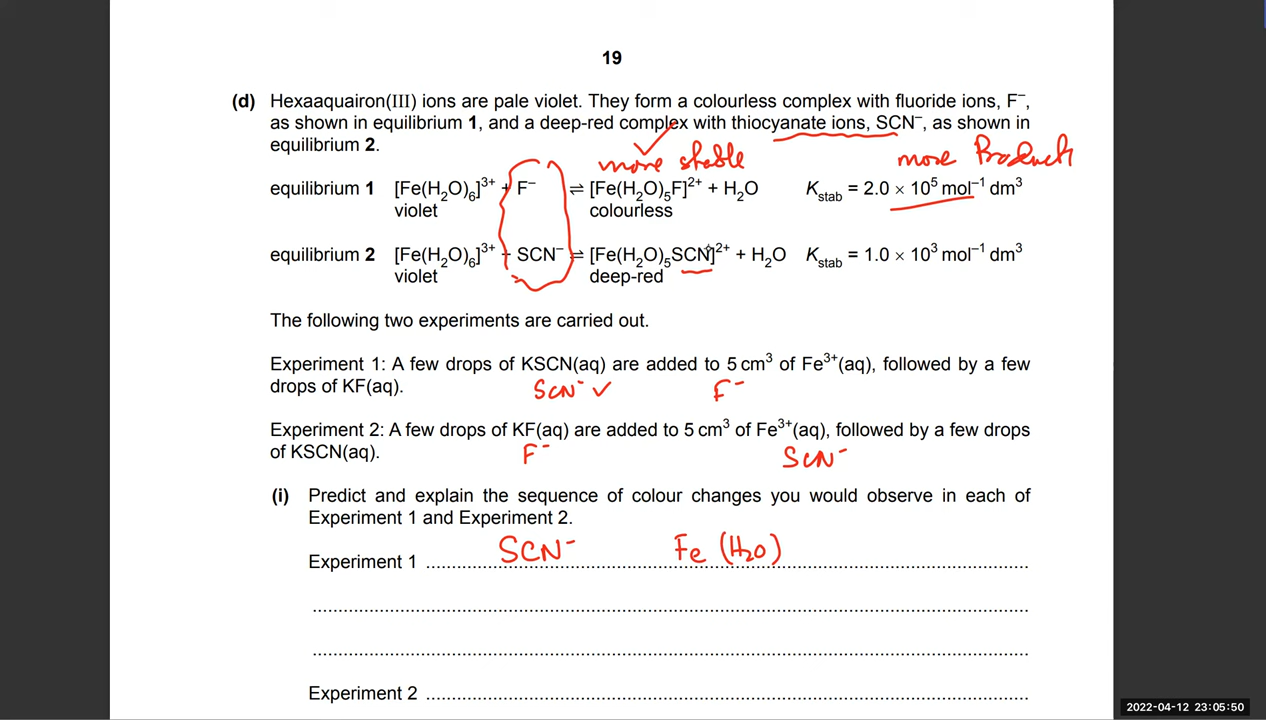 19
(d) Hexaaquairon(III) ions are pale violet. They form a colourless complex with fluoride ions, F⁻,
as shown in equilibrium 1, and a deep-red complex with thiocyanate ions, SCN⁻, as shown in
equilibrium 2.
more stable more Products
equilibrium 1 [Fe(H₂O)₆]³⁺ + F⁻ ⇌ [Fe(H₂O)₅F]²⁺ + H₂O Kstab = 2.0 × 10⁵ mol⁻¹ dm³
violet colourless
equilibrium 2 [Fe(H₂O)₆]³⁺ + SCN⁻ ⇌ [Fe(H₂O)₅SCN]²⁺ + H₂O Kstab = 1.0 × 10³ mol⁻¹ dm³
violet deep-red
The following two experiments are carried out.
Experiment 1: A few drops of KSCN(aq) are added to 5 cm³ of Fe³⁺(aq), followed by a few
drops of KF(aq).
SCN⁻ ✓ F⁻
Experiment 2: A few drops of KF(aq) are added to 5 cm³ of Fe³⁺(aq), followed by a few drops
of KSCN(aq).
F⁻ SCN⁻
(i) Predict and explain the sequence of colour changes you would observe in each of
Experiment 1 and Experiment 2.
SCN⁻ Fe (H₂O)
Experiment 1
Experiment 2
2022-04-12 23:05:50